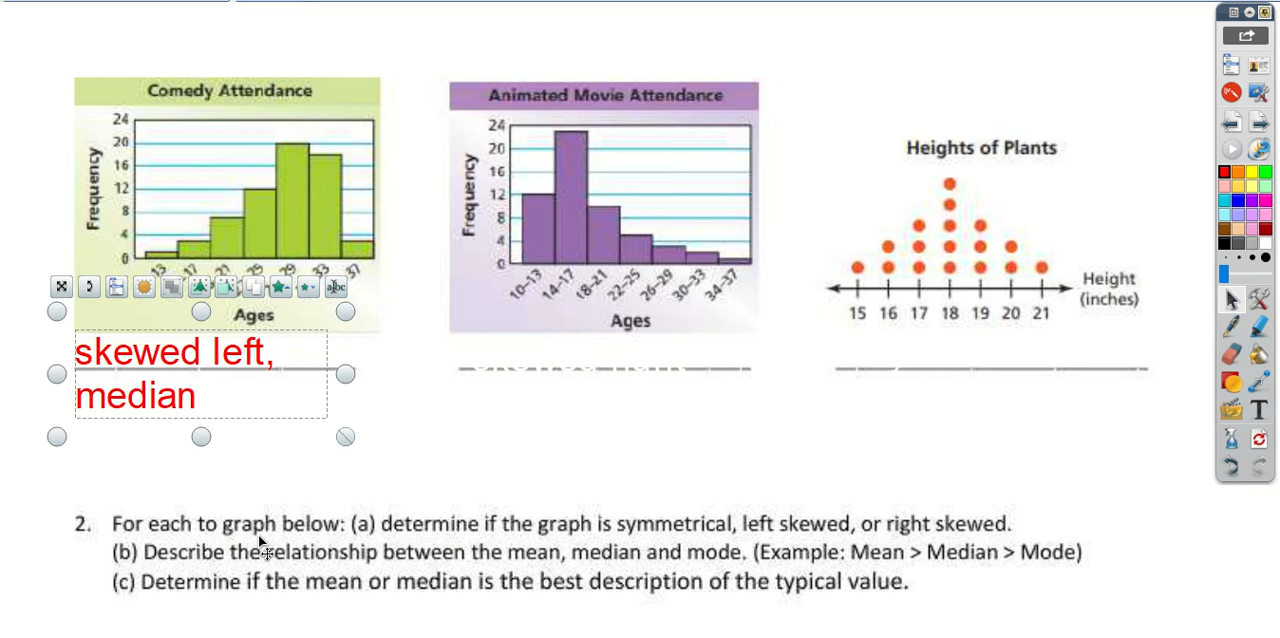 Comedy Attendance
24
20
16
12
8
4
0
Frequency
13
17
21
25
29
33
37
Ages
Animated Movie Attendance
24
20
16
12
8
4
0
Frequency
10–13
14–17
18–21
22–25
26–29
30–33
34–37
Ages
Heights of Plants
15 16 17 18 19 20 21
Height
(inches)
abc
skewed left,
median
2. For each to graph below: (a) determine if the graph is symmetrical, left skewed, or right skewed.
(b) Describe the relationship between the mean, median and mode. (Example: Mean > Median > Mode)
(c) Determine if the mean or median is the best description of the typical value.
T